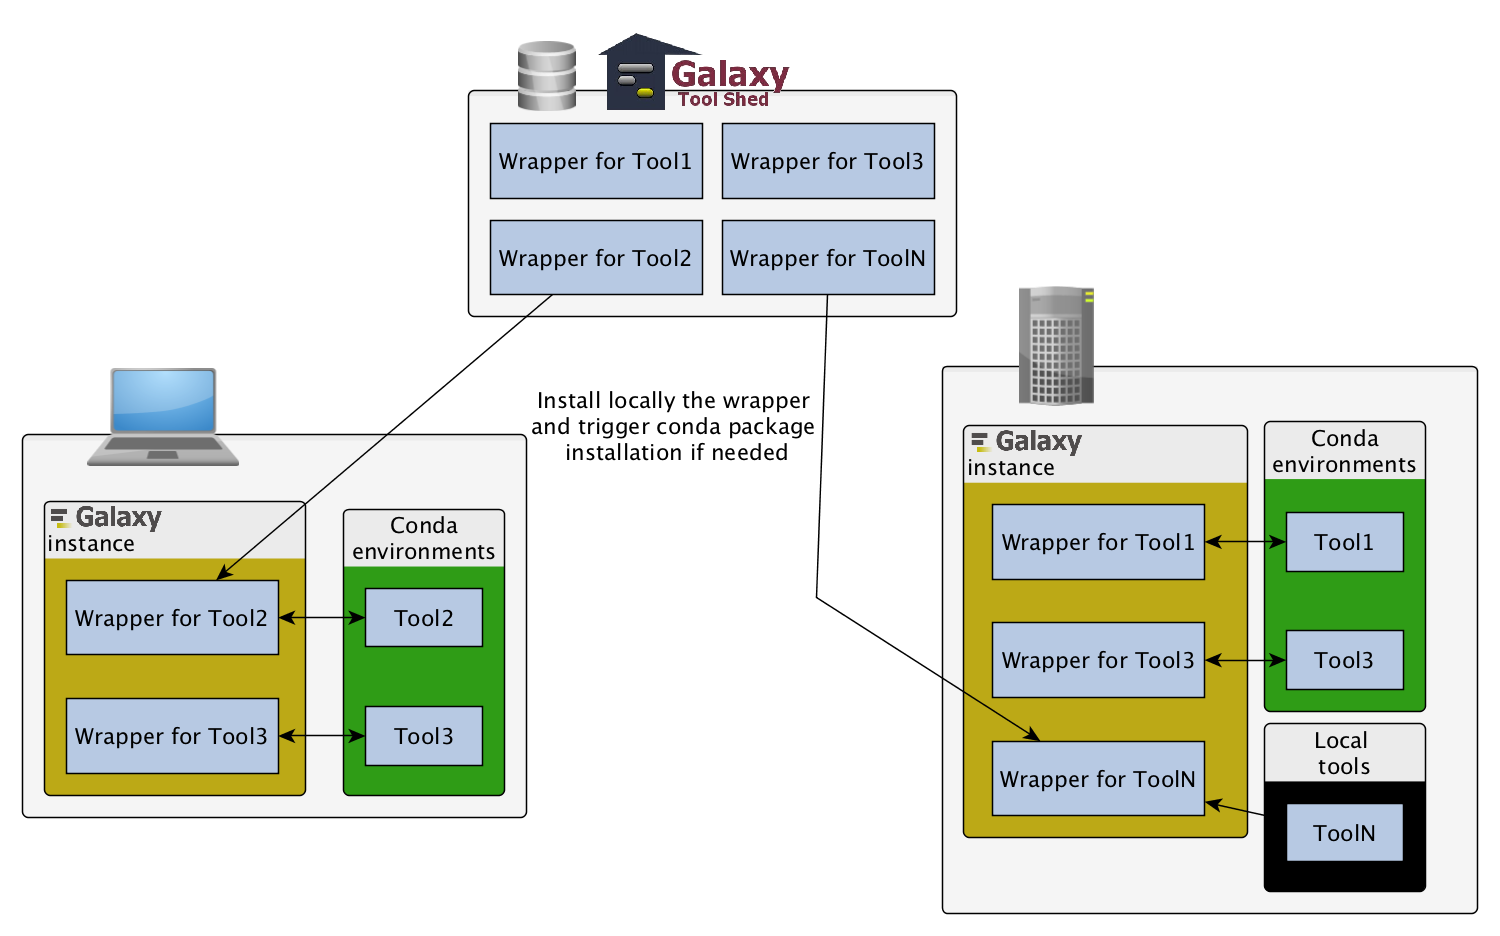 Galaxy
Tool Shed
Wrapper for Tool1
Wrapper for Tool3
Wrapper for Tool2
Wrapper for ToolN
Install locally the wrapper
and trigger conda package
installation if needed
Galaxy
instance
Conda
environments
Wrapper for Tool2
Tool2
Wrapper for Tool3
Tool3
Galaxy
instance
Conda
environments
Wrapper for Tool1
Tool1
Wrapper for Tool3
Tool3
Wrapper for ToolN
Local
tools
ToolN